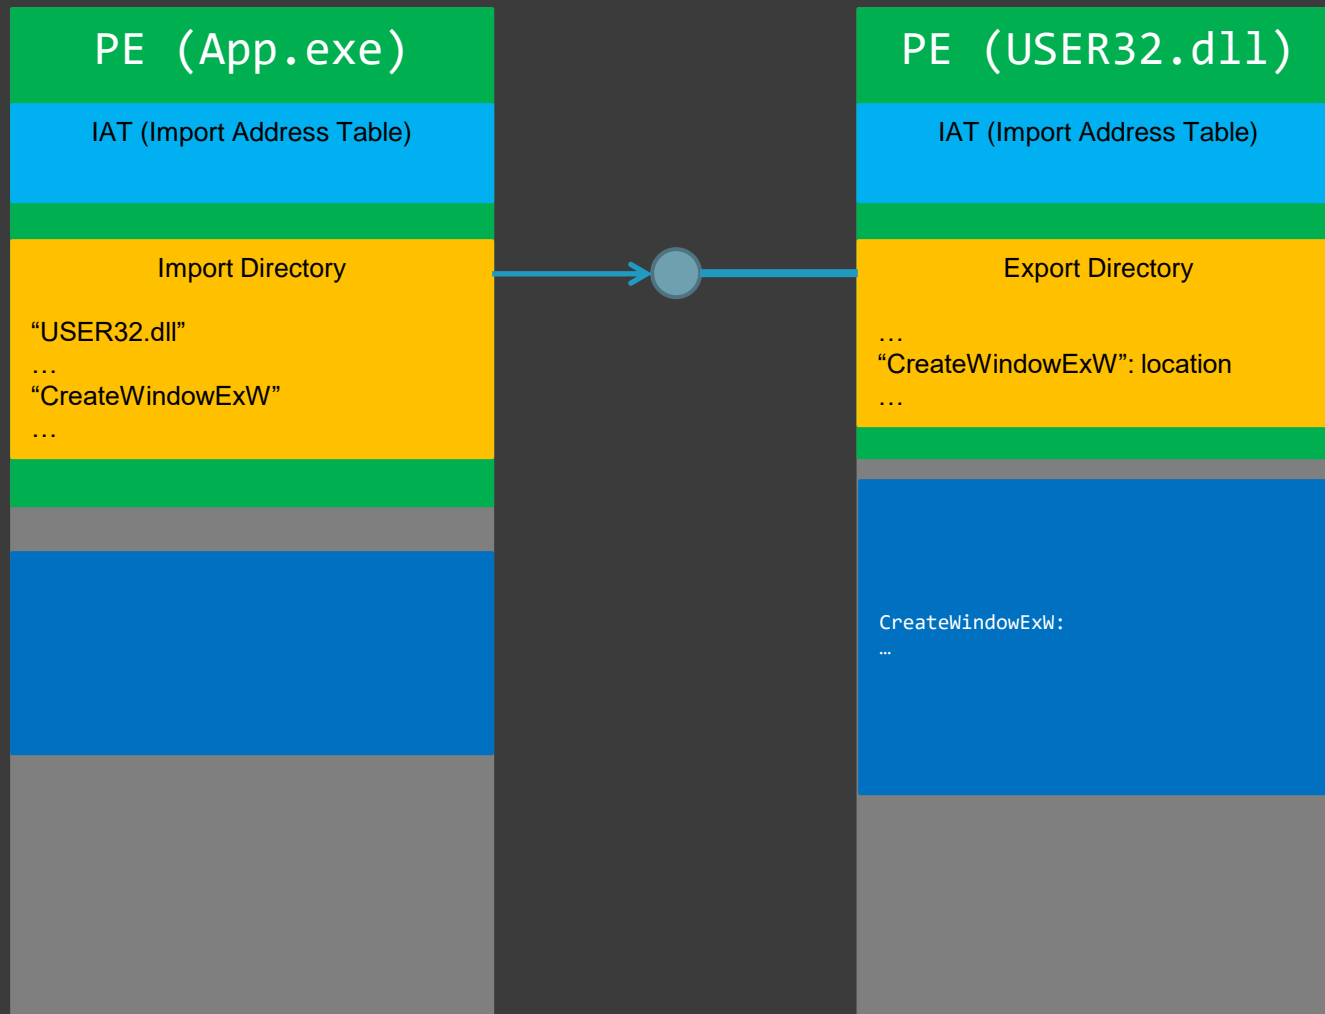 PE (App.exe)
IAT (Import Address Table)
Import Directory
“USER32.dll”
…
“CreateWindowExW”
…
PE (USER32.dll)
IAT (Import Address Table)
Export Directory
…
“CreateWindowExW”: location
…
CreateWindowExW:
…